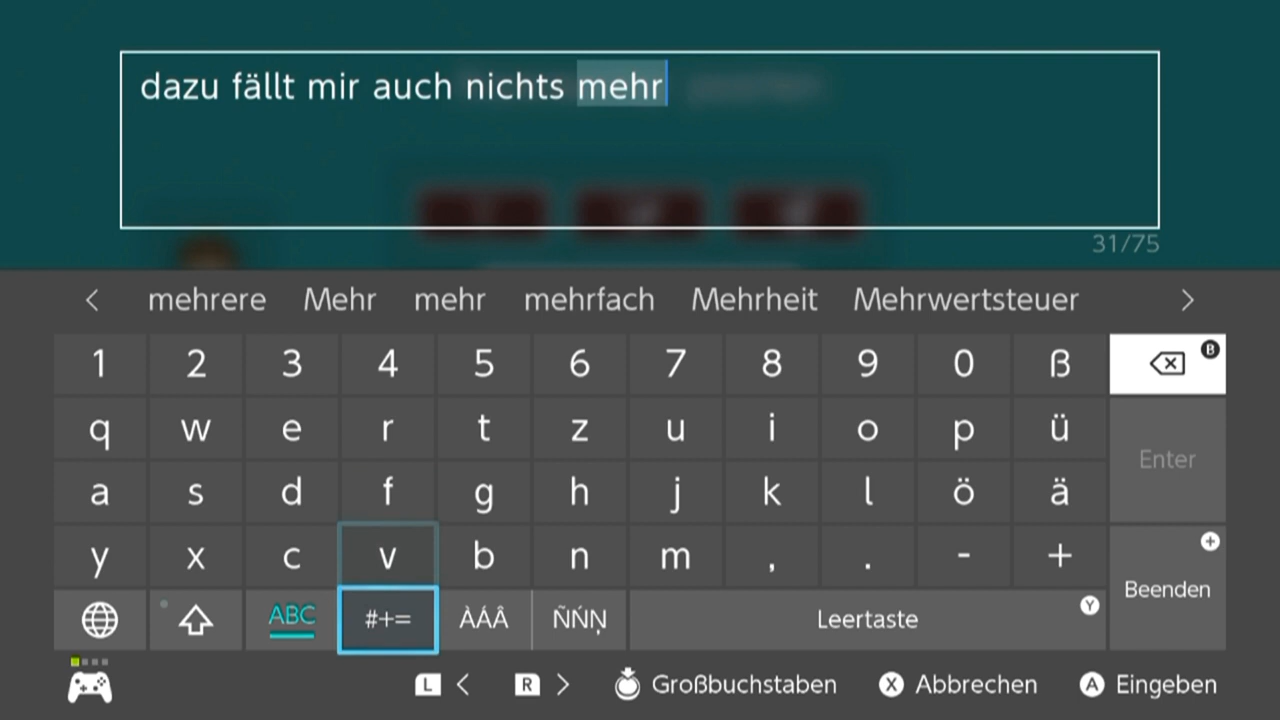 dazu fällt mir auch nichts mehr
31/75
mehrere Mehr mehr mehrfach Mehrheit Mehrwertsteuer
1 2 3 4 5 6 7 8 9 0 ß B
q w e r t z u i o p ü
Enter
a s d f g h j k l ö ä
y x c v b n m , . - + +
Beenden
ABC #+= ÀÁÂ ÑŃŅ Leertaste Y
L R Großbuchstaben X Abbrechen A Eingeben